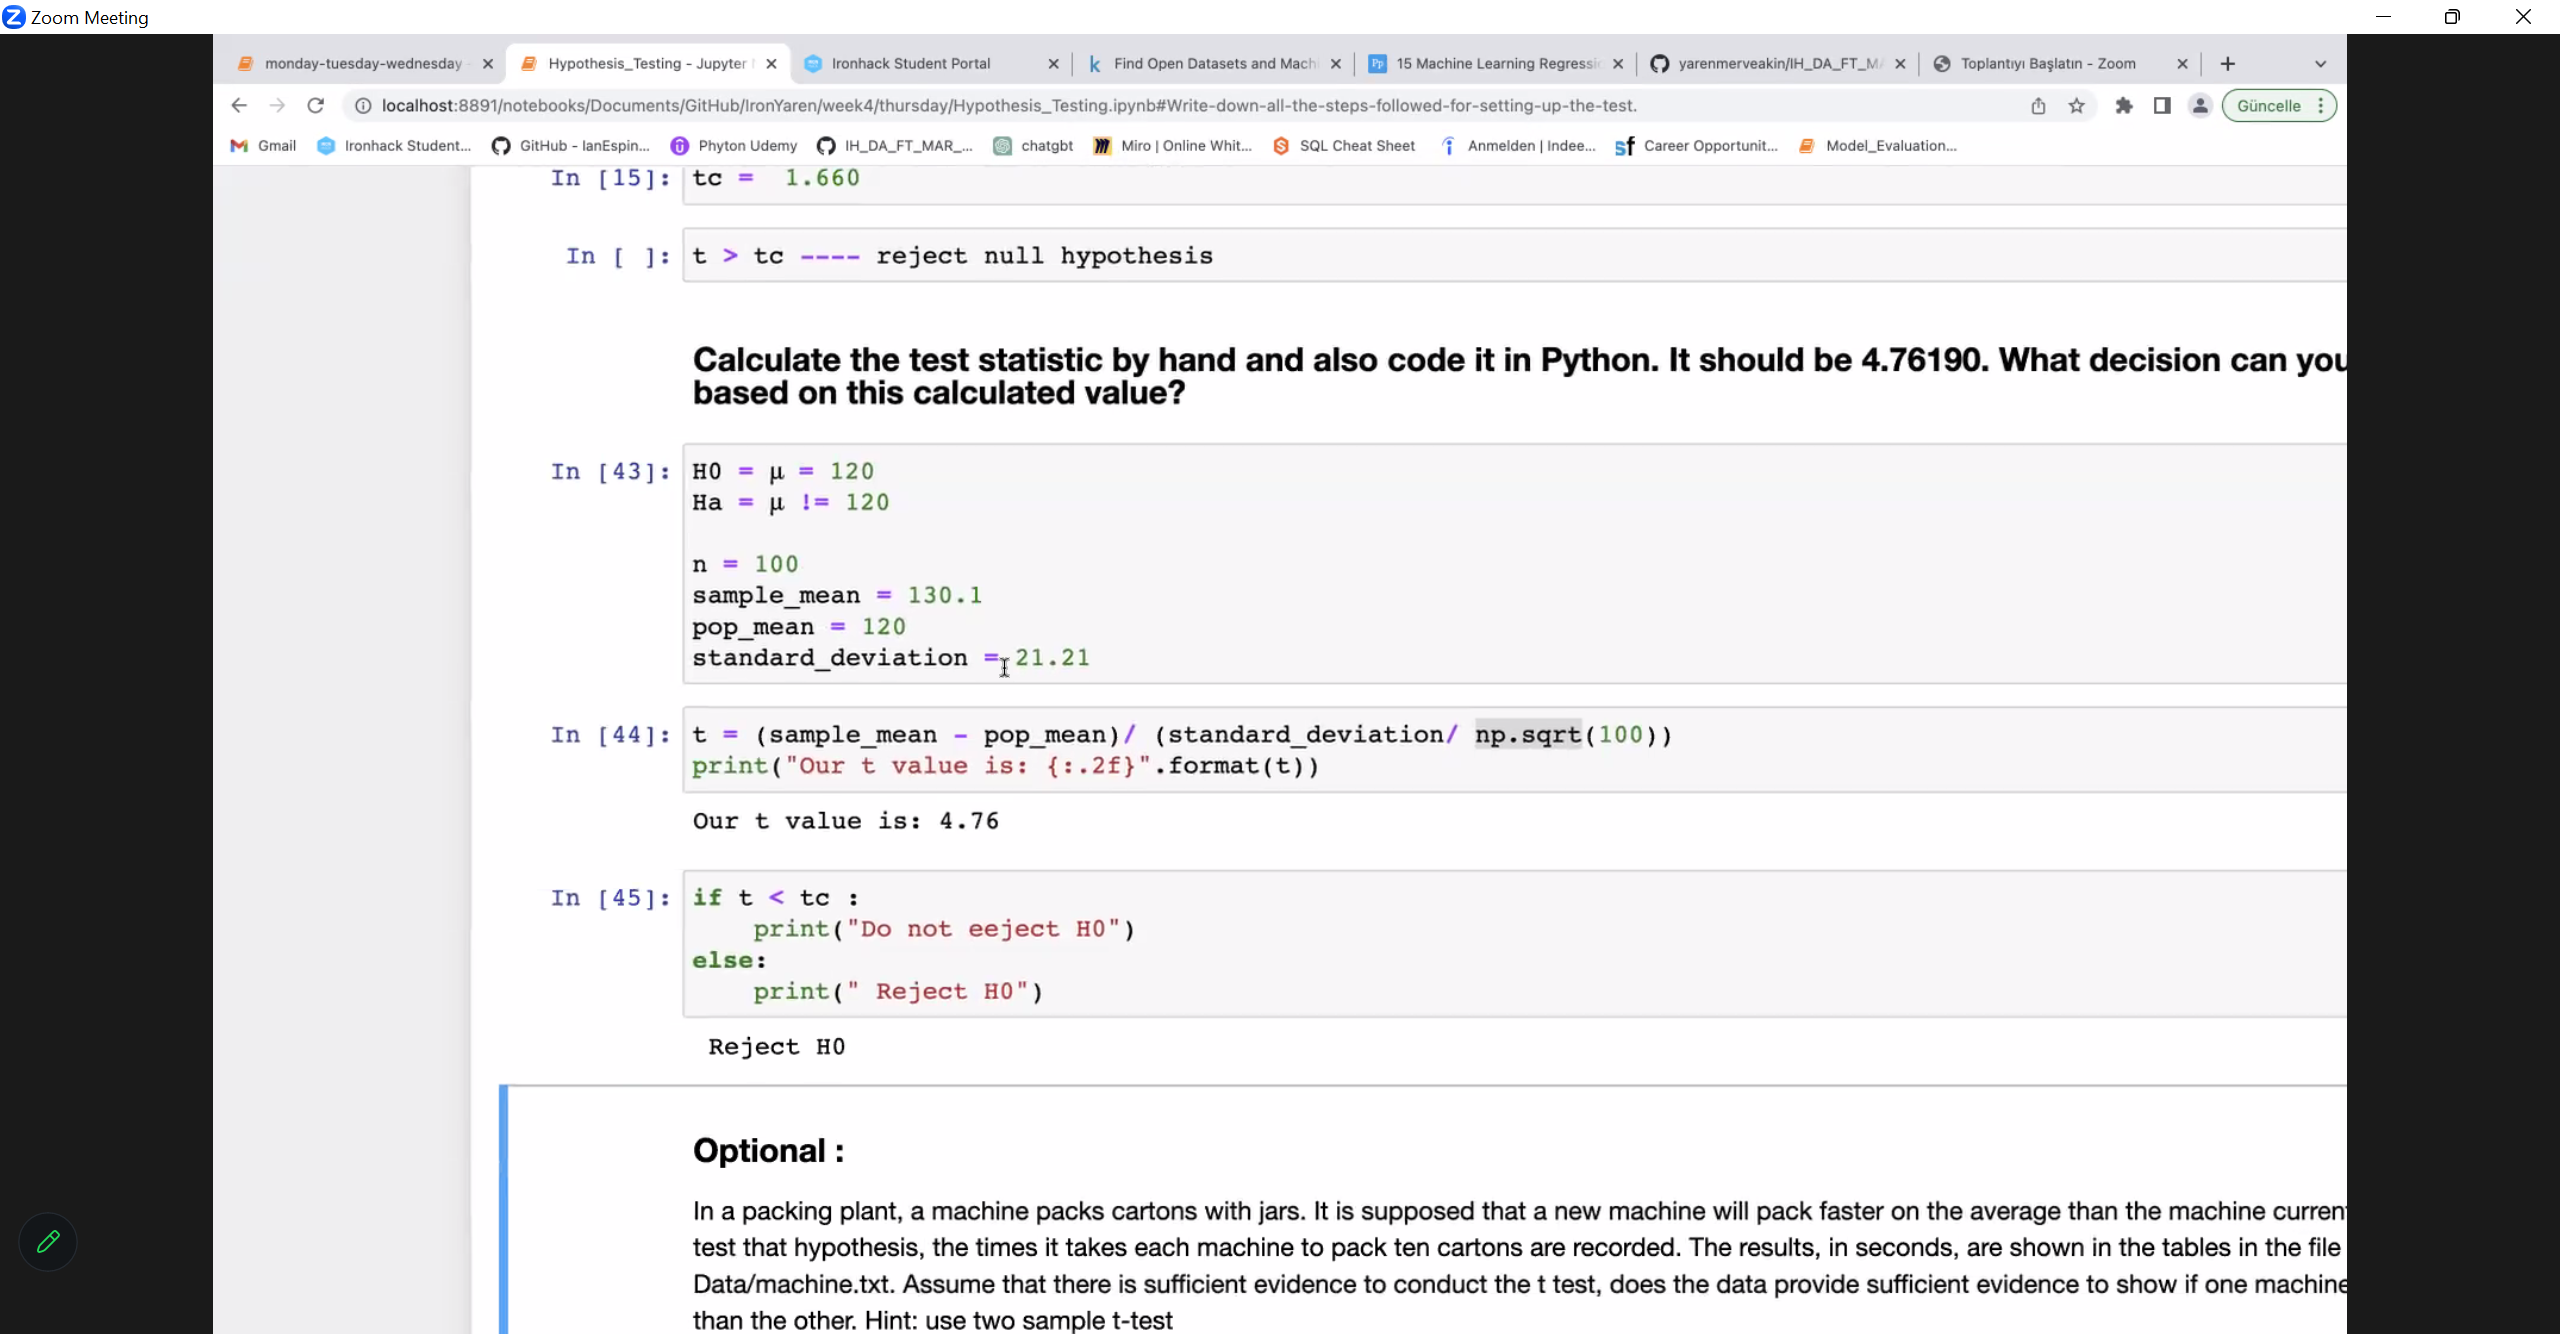 Zoom Meeting
monday-tuesday-wednesday -
Hypothesis_Testing - Jupyter
Ironhack Student Portal
Find Open Datasets and Mach
15 Machine Learning Regressi
yarenmerveakin/IH_DA_FT_M
Toplantıyı Başlatın - Zoom
localhost:8891/notebooks/Documents/GitHub/IronYaren/week4/thursday/Hypothesis_Testing.ipynb#Write-down-all-the-steps-followed-for-setting-up-the-test.
Güncelle
Gmail
Ironhack Student...
GitHub - IanEspin...
Phyton Udemy
IH_DA_FT_MAR_...
chatgbt
Miro | Online Whit...
SQL Cheat Sheet
Anmelden | Indee...
Career Opportunit...
Model_Evaluation...
In [15]: tc =  1.660
In [ ]: t > tc ---- reject null hypothesis
Calculate the test statistic by hand and also code it in Python. It should be 4.76190. What decision can you
based on this calculated value?
In [43]: H0 = μ = 120
Ha = μ != 120
n = 100
sample_mean = 130.1
pop_mean = 120
standard_deviation = 21.21
In [44]: t = (sample_mean - pop_mean)/ (standard_deviation/ np.sqrt(100))
print("Our t value is: {:.2f}".format(t))
Our t value is: 4.76
In [45]: if t < tc :
print("Do not eeject H0")
else:
print(" Reject H0")
Reject H0
Optional :
In a packing plant, a machine packs cartons with jars. It is supposed that a new machine will pack faster on the average than the machine curren
test that hypothesis, the times it takes each machine to pack ten cartons are recorded. The results, in seconds, are shown in the tables in the file
Data/machine.txt. Assume that there is sufficient evidence to conduct the t test, does the data provide sufficient evidence to show if one machine
than the other. Hint: use two sample t-test